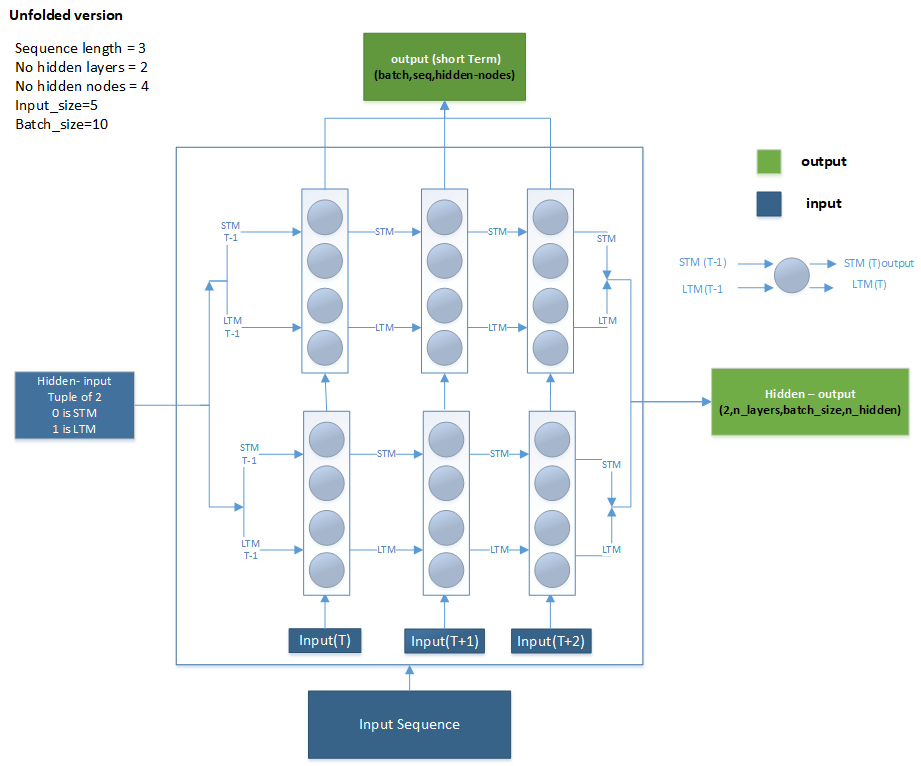 Unfolded version
Sequence length = 3
No hidden layers = 2
No hidden nodes = 4
Input_size=5
Batch_size=10
output (short Term)
(batch,seq,hidden-nodes)
output
input
STM
T-1
STM
STM
STM
LTM
T-1
LTM
LTM
LTM
STM (T-1)
STM (T)output
LTM(T-1
LTM(T)
Hidden- input
Tuple of 2
0 is STM
1 is LTM
Hidden – output
(2,n_layers,batch_size,n_hidden)
STM
T-1
STM
STM
STM
LTM
T-1
LTM
LTM
LTM
Input(T)
Input(T+1)
Input(T+2)
Input Sequence